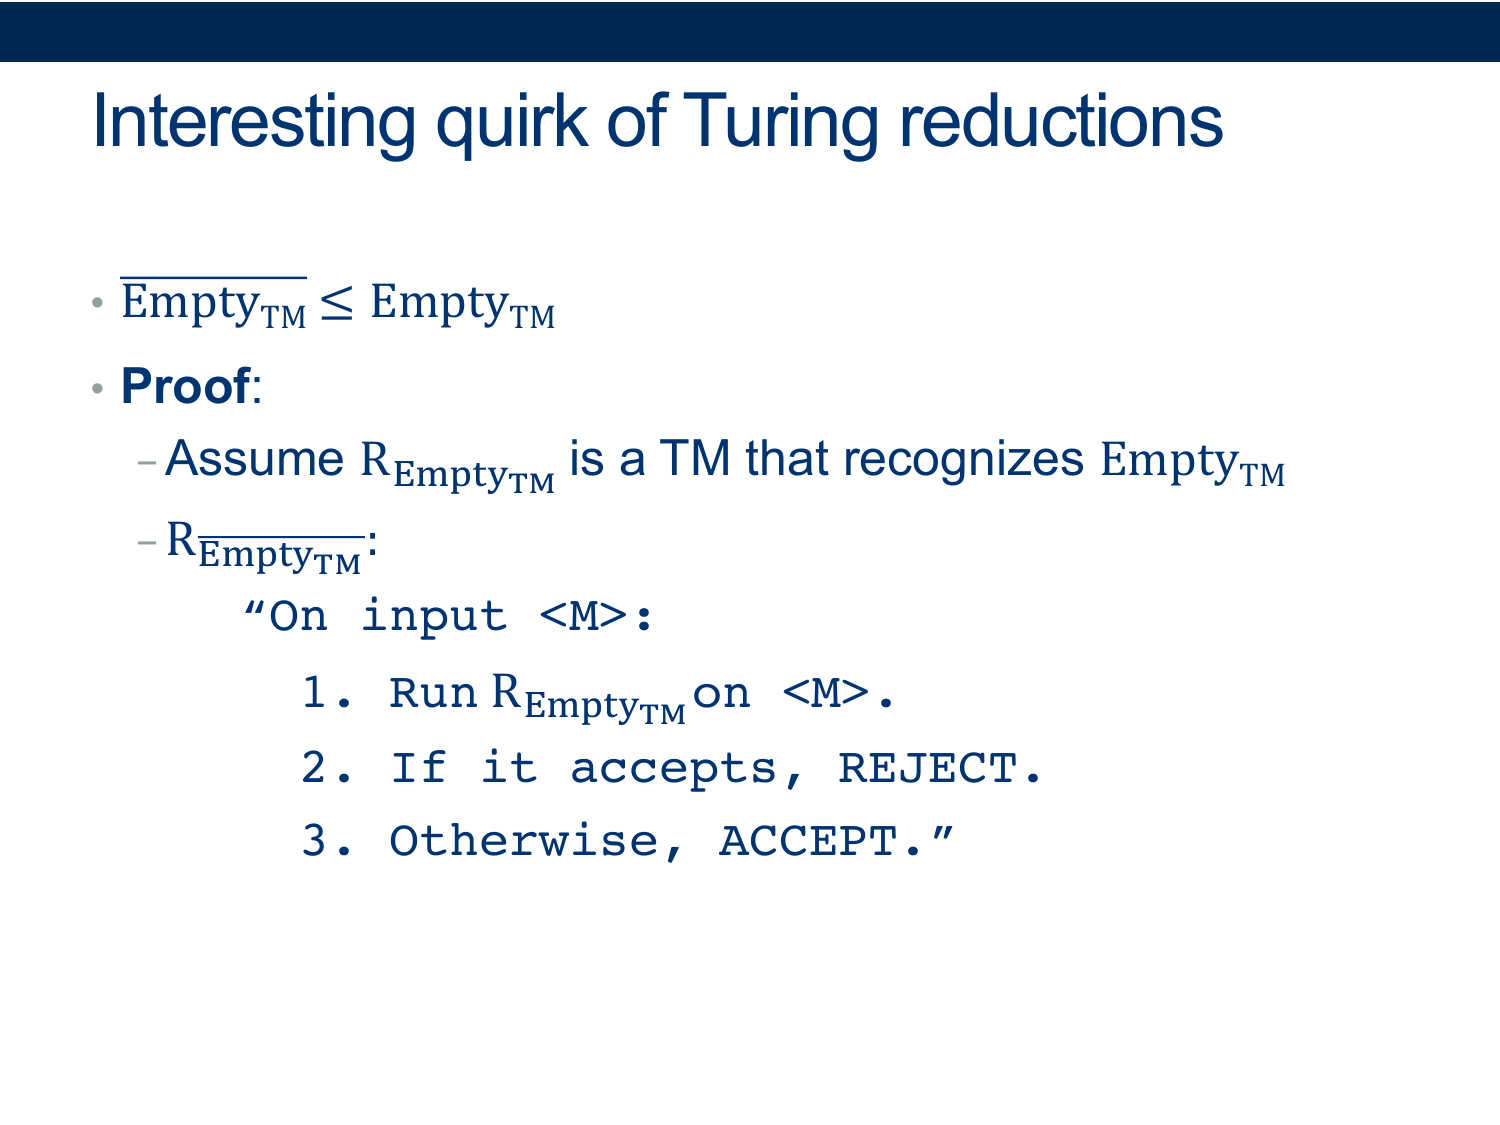 Interesting quirk of Turing reductions
• $\overline{\text{Empty}_{\text{TM}}} \leq \text{Empty}_{\text{TM}}$
• Proof:
– Assume $\text{R}_{\text{Empty}_{\text{TM}}}$ is a TM that recognizes $\text{Empty}_{\text{TM}}$
– $\text{R}_{\overline{\text{Empty}_{\text{TM}}}}$:
“On input <M>:
1. Run $\text{R}_{\text{Empty}_{\text{TM}}}$ on <M>.
2. If it accepts, REJECT.
3. Otherwise, ACCEPT.”